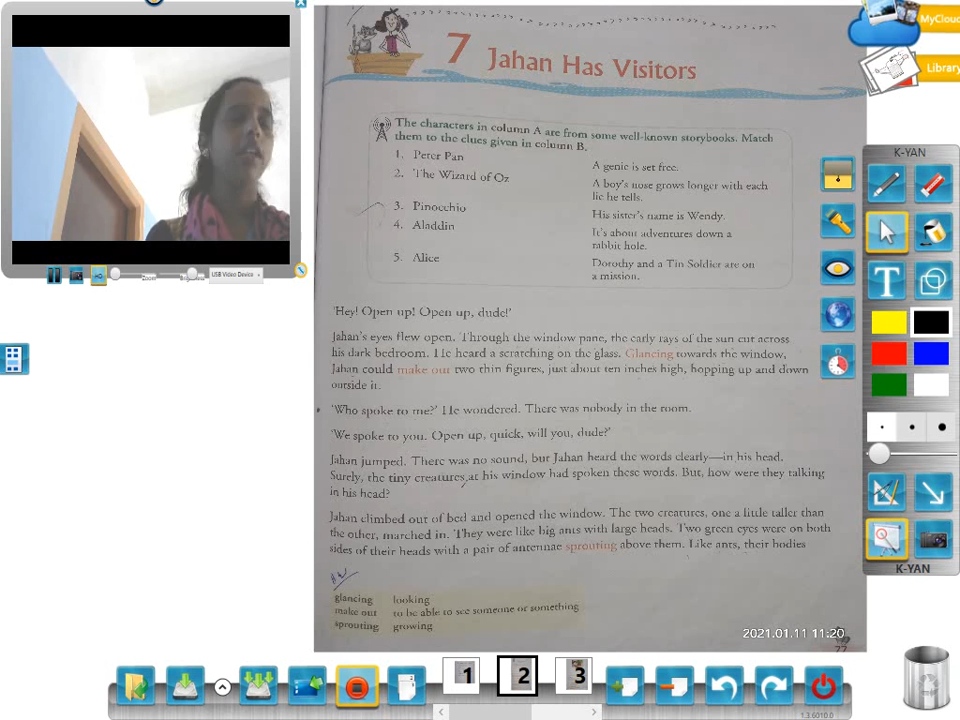 7 Jahan Has Visitors
The characters in column A are from some well-known storybooks. Match
them to the clues given in column B.
1. Peter Pan
2. The Wizard of Oz
3. Pinocchio
4. Aladdin
5. Alice
A genie is set free.
A boy's nose grows longer with each
lie he tells.
His sister's name is Wendy.
It's about adventures down a
rabbit hole.
Dorothy and a Tin Soldier are on
a mission.
'Hey! Open up! Open up, dude!'
Jahan's eyes flew open. Through the window pane, the early rays of the sun cut across
his dark bedroom. He heard a scratching on the glass. Glancing towards the window,
Jahan could make out two thin figures, just about ten inches high, hopping up and down
outside it.
'Who spoke to me?' He wondered. There was nobody in the room.
'We spoke to you. Open up, quick, will you, dude?'
Jahan jumped. There was no sound, but Jahan heard the words clearly—in his head.
Surely, the tiny creatures at his window had spoken these words. But, how were they talking
in his head?
Jahan climbed out of bed and opened the window. The two creatures, one a little taller than
the other, marched in. They were like big ants with large heads. Two green eyes were on both
sides of their heads with a pair of antennae sprouting above them. Like ants, their bodies
glancing looking
make out to be able to see someone or something
sprouting growing
2021.01.11 11:20
77
USB Video Device
Zoom
MyCloud
Library
K-YAN
T
K-YAN
1 2 3
1.3.6010.0